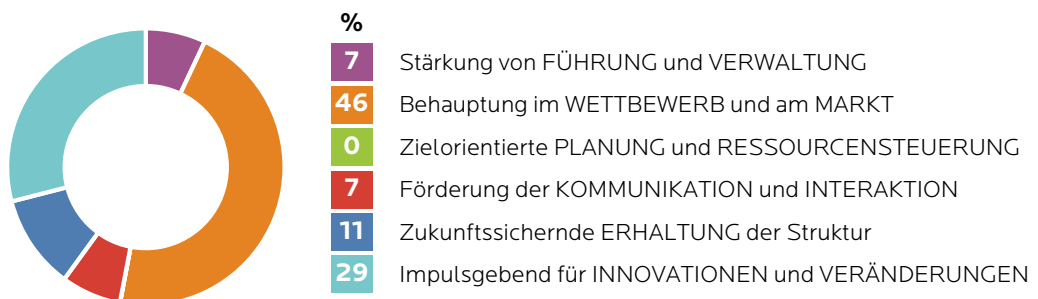 %
7 Stärkung von FÜHRUNG und VERWALTUNG
46 Behauptung im WETTBEWERB und am MARKT
0 Zielorientierte PLANUNG und RESSOURCENSTEUERUNG
7 Förderung der KOMMUNIKATION und INTERAKTION
11 Zukunftssichernde ERHALTUNG der Struktur
29 Impulsgebend für INNOVATIONEN und VERÄNDERUNGEN